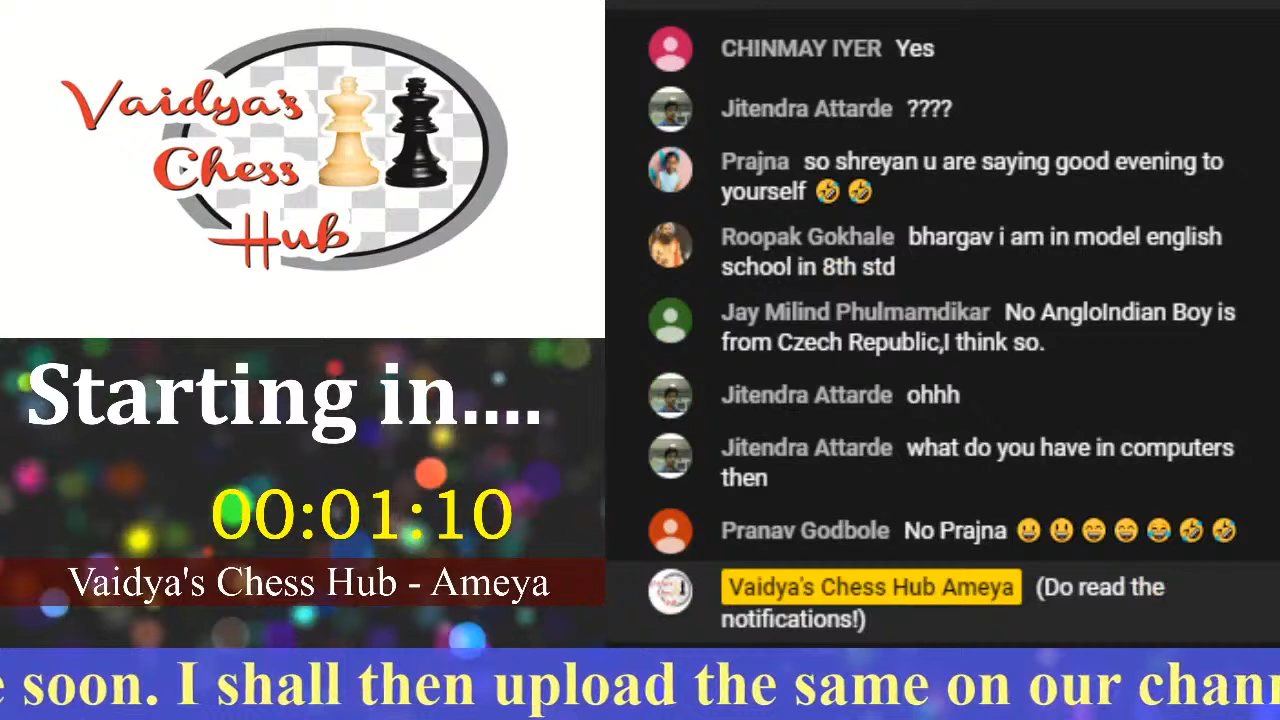 Vaidya's
Chess
Hub
Starting in....
00:01:10
Vaidya's Chess Hub - Ameya
CHINMAY IYER Yes
Jitendra Attarde ????
Prajna so shreyan u are saying good evening to
yourself 🤣 🤣
Roopak Gokhale bhargav i am in model english
school in 8th std
Jay Milind Phulmamdikar No AngloIndian Boy is
from Czech Republic,I think so.
Jitendra Attarde ohhh
Jitendra Attarde what do you have in computers
then
Pranav Godbole No Prajna 😃 😃 😁 😁 😂 🤣 🤣
Vaidya's Chess Hub Ameya (Do read the
notifications!)
soon. I shall then upload the same on our